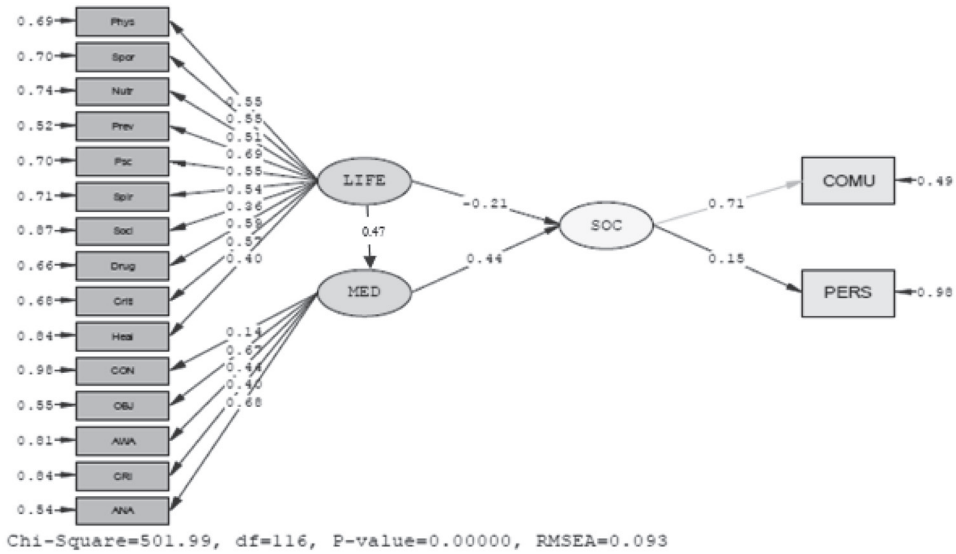 0.69 Phys
0.70 Spor
0.74 Nutr
0.52 Prev
0.70 Psc
0.71 Spir
0.87 Soci
0.66 Drug
0.68 Cris
0.84 Heal
0.98 CON
0.55 OBJ
0.81 AWA
0.84 CRI
0.54 ANA
0.55
0.55
0.51
0.69
0.55
0.54
0.36
0.59
0.57
0.40
0.14
0.67
0.44
0.40
0.68
LIFE
0.47
MED
-0.21
0.44
SOC
0.71
0.15
COMU 0.49
PERS 0.98
Chi-Square=501.99, df=116, P-value=0.00000, RMSEA=0.093